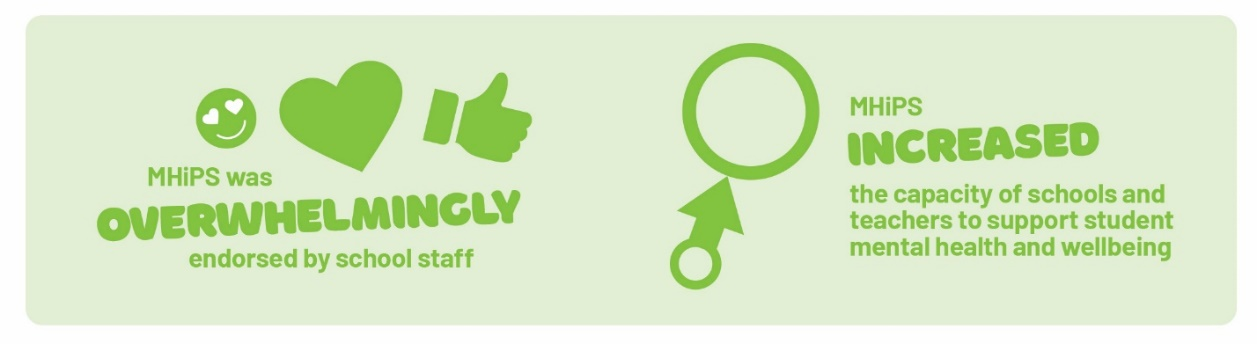 MHiPS was
OVERWHELMINGLY
endorsed by school staff
MHiPS
INCREASED
the capacity of schools and
teachers to support student
mental health and wellbeing